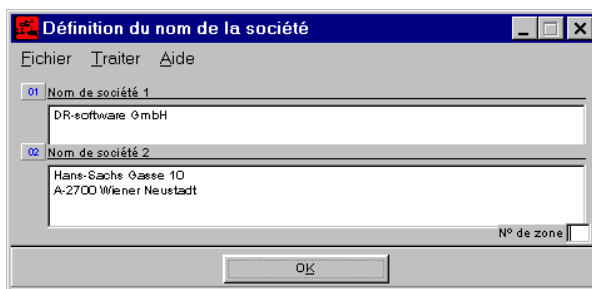 Définition du nom de la société
Fichier Traiter Aide
01 Nom de société 1
DR-software GmbH
02 Nom de société 2
Hans-Sachs Gasse 10
A-2700 Wiener Neustadt
Nº de zone
OK